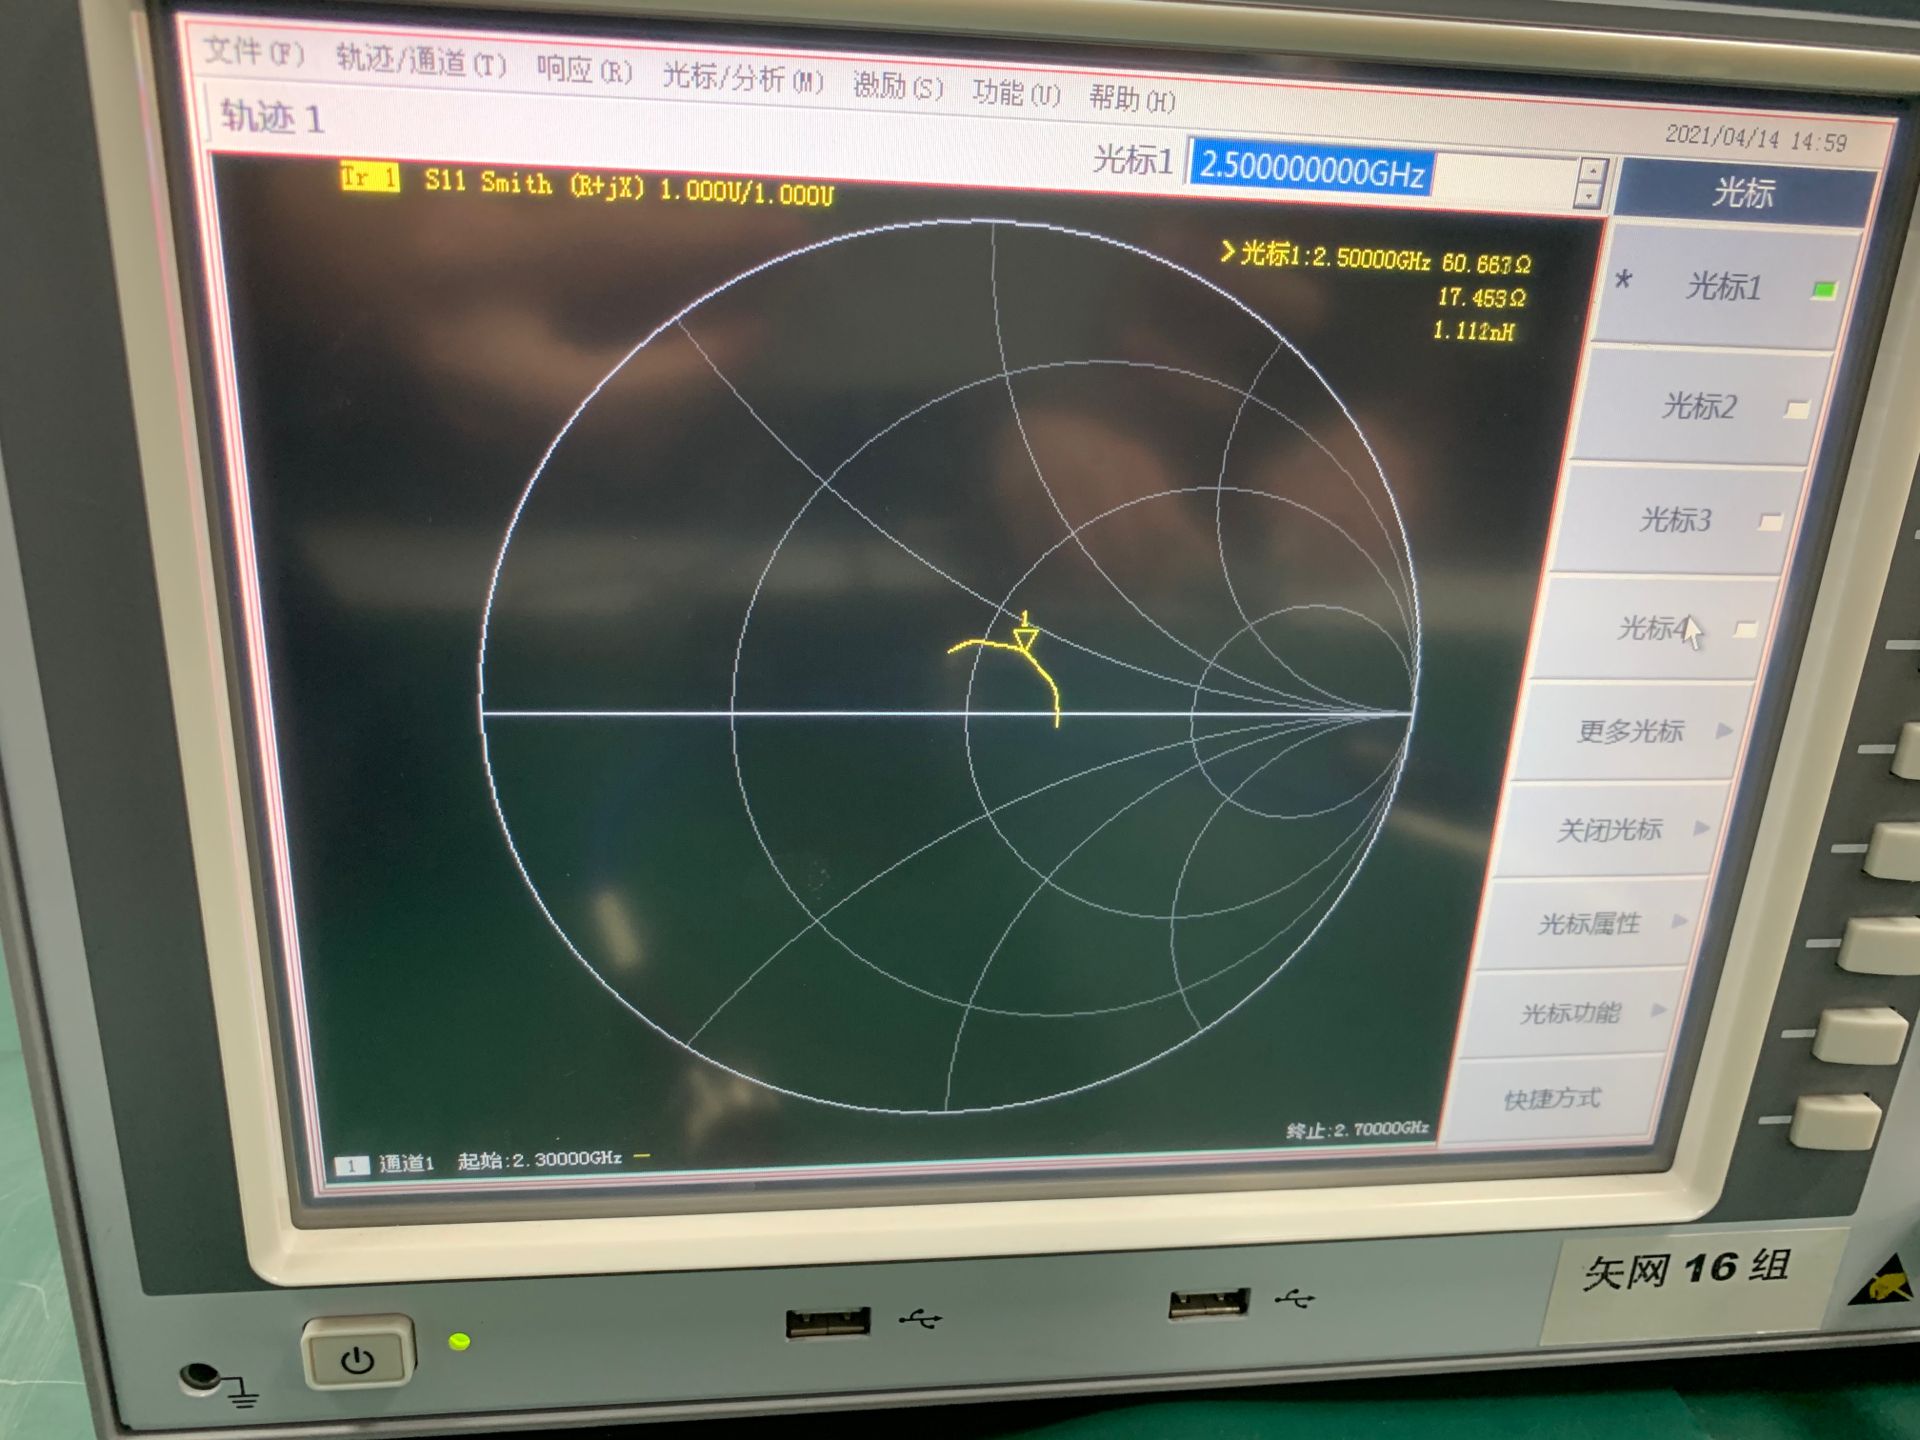 文件(F) 轨迹/通道(T) 响应(R) 光标/分析(M) 激励(S) 功能(U) 帮助(H)
2021/04/14 14:59
轨迹 1
光标1 2.500000000GHz
光标
Tr 1 S11 Smith (R+jX) 1.000U/1.000U
>光标1:2.50000GHz 60.663Ω
17.453Ω
1.112nH
1
* 光标1
光标2
光标3
光标4
更多光标
关闭光标
光标属性
光标功能
快捷方式
1 通道1 起始:2.30000GHz
终止:2.70000GHz
矢网 16 组